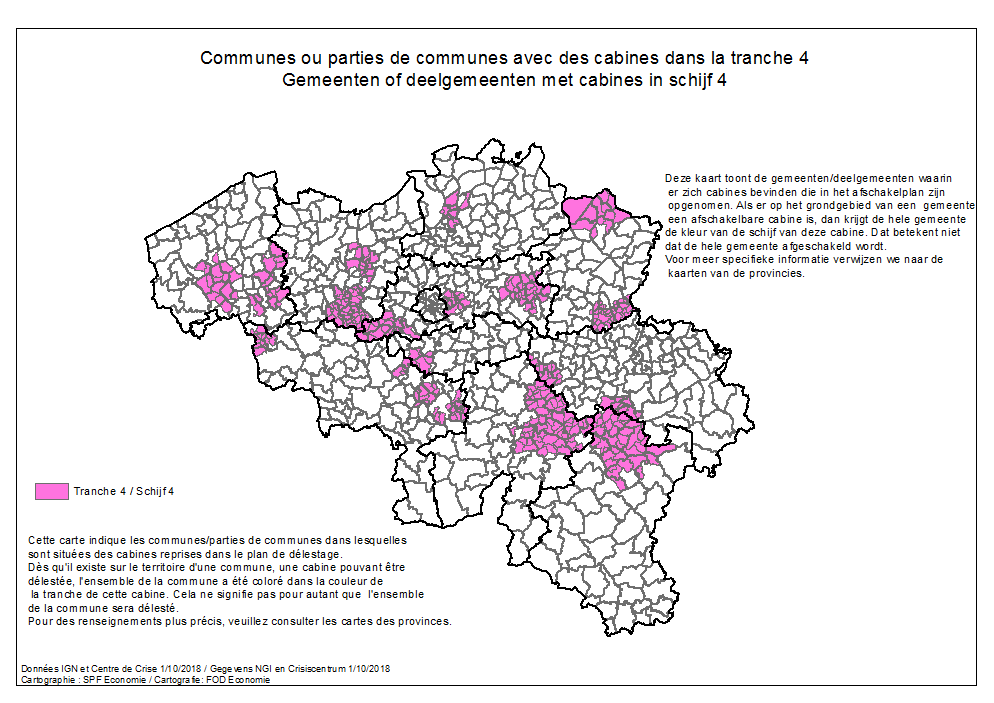 Communes ou parties de communes avec des cabines dans la tranche 4
Gemeenten of deelgemeenten met cabines in schijf 4
Deze kaart toont de gemeenten/deelgemeenten waarin
er zich cabines bevinden die in het afschakelplan zijn
opgenomen. Als er op het grondgebied van een gemeente
een afschakelbare cabine is, dan krijgt de hele gemeente
de kleur van de schijf van deze cabine. Dat betekent niet
dat de hele gemeente afgeschakeld wordt.
Voor meer specifieke informatie verwijzen we naar de
kaarten van de provincies.
Tranche 4 / Schijf 4
Cette carte indique les communes/parties de communes dans lesquelles
sont situées des cabines reprises dans le plan de délestage.
Dès qu'il existe sur le territoire d'une commune, une cabine pouvant être
délestée, l'ensemble de la commune a été coloré dans la couleur de
la tranche de cette cabine. Cela ne signifie pas pour autant que l'ensemble
de la commune sera délesté.
Pour des renseignements plus précis, veuillez consulter les cartes des provinces.
Données IGN et Centre de Crise 1/10/2018 / Gegevens NGI en Crisiscentrum 1/10/2018
Cartographie : SPF Economie / Cartografie: FOD Economie